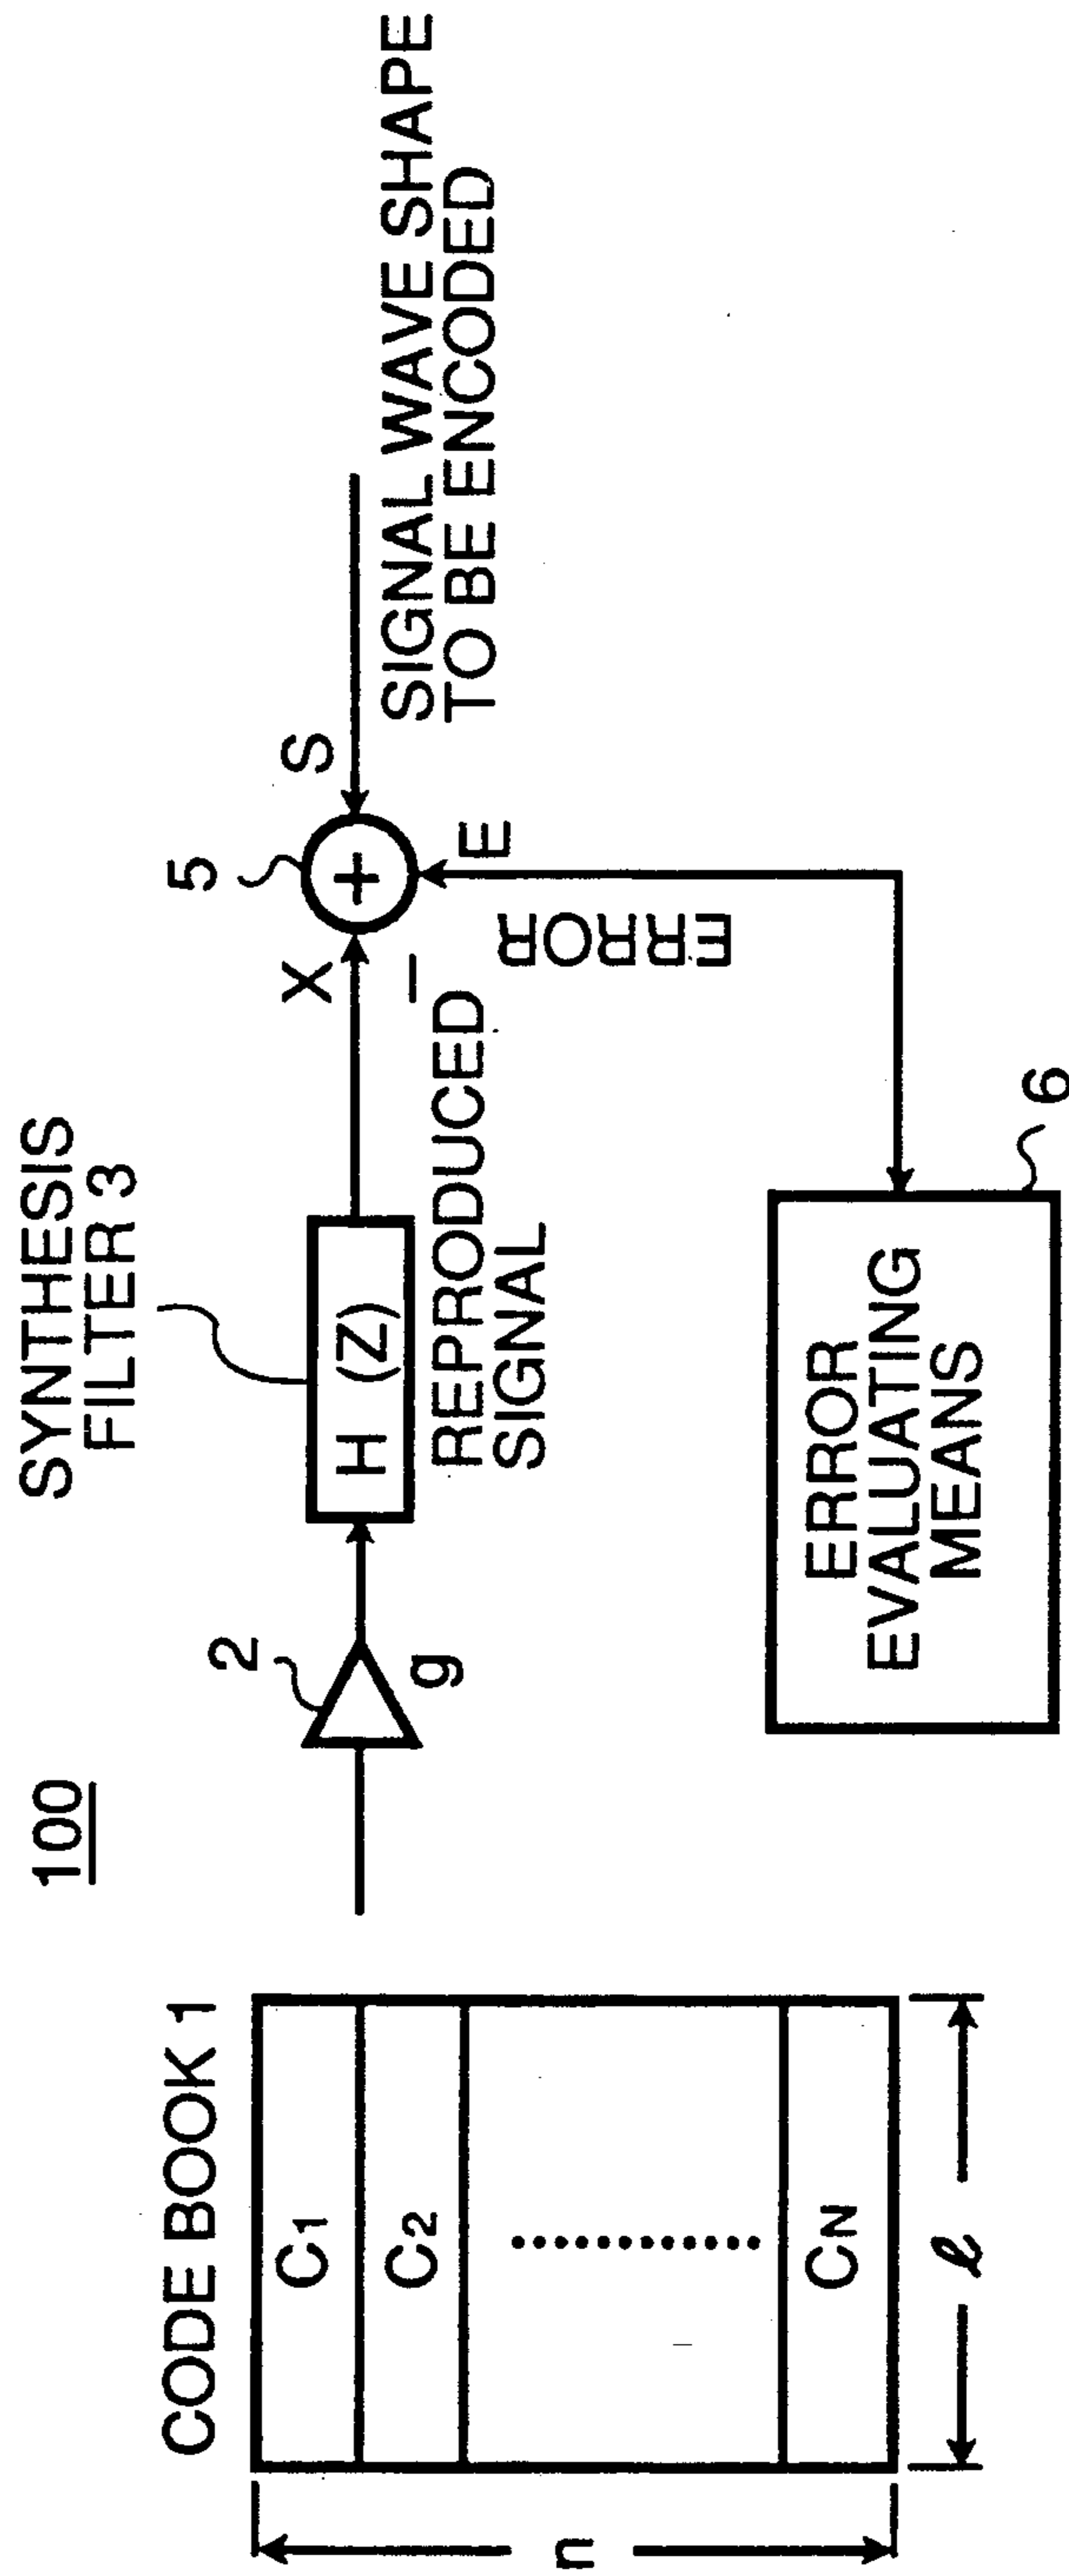 100
CODE BOOK 1
C1
C2
CN
n
ℓ
2
g
SYNTHESIS
FILTER 3
H (Z)
REPRODUCED
SIGNAL
X
−
5
+
S
E
ERROR
SIGNAL WAVE SHAPE
TO BE ENCODED
ERROR
EVALUATING
MEANS
6